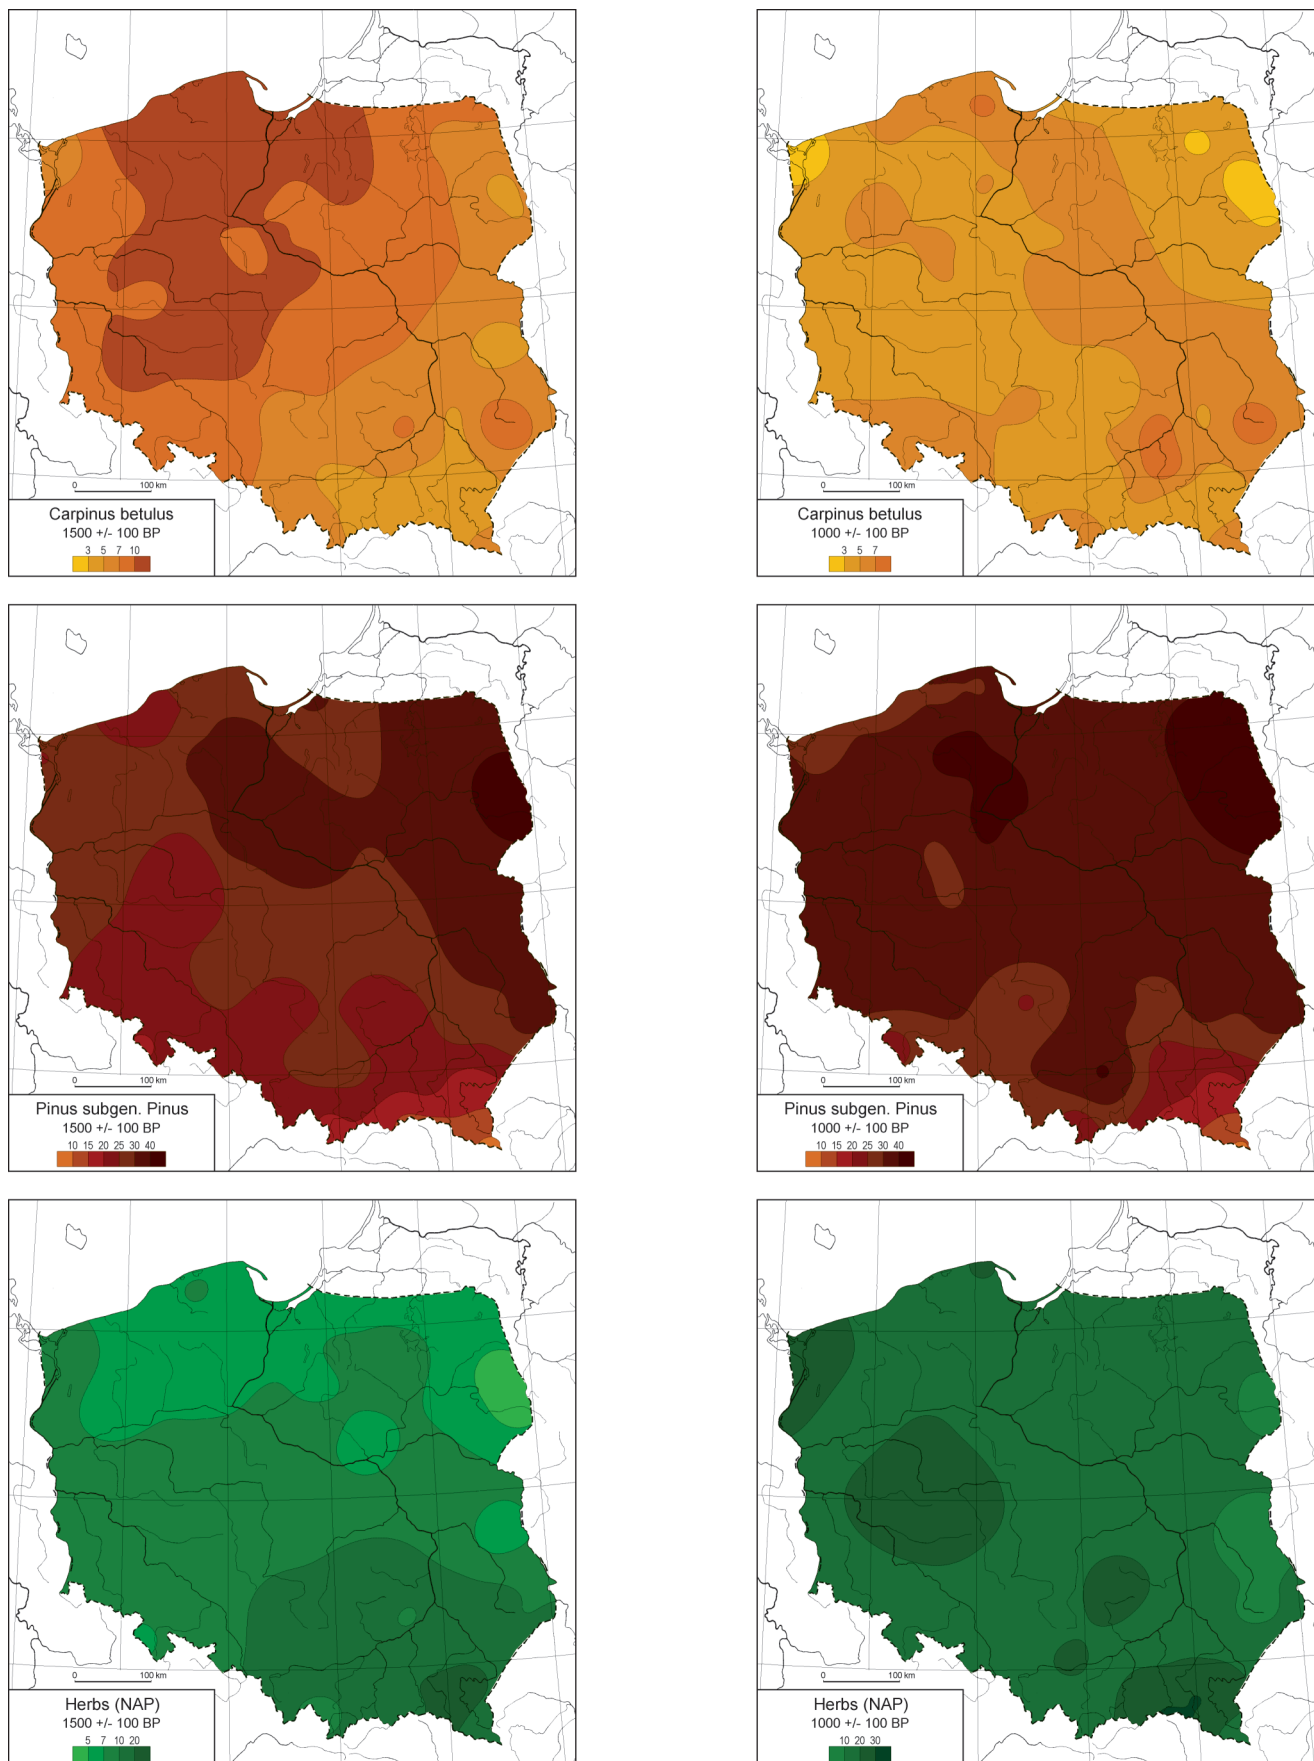 0 100 km
Carpinus betulus
1500 +/- 100 BP
3 5 7 10
0 100 km
Carpinus betulus
1000 +/- 100 BP
3 5 7
0 100 km
Pinus subgen. Pinus
1500 +/- 100 BP
10 15 20 25 30 40
0 100 km
Pinus subgen. Pinus
1000 +/- 100 BP
10 15 20 25 30 40
0 100 km
Herbs (NAP)
1500 +/- 100 BP
5 7 10 20
0 100 km
Herbs (NAP)
1000 +/- 100 BP
10 20 30